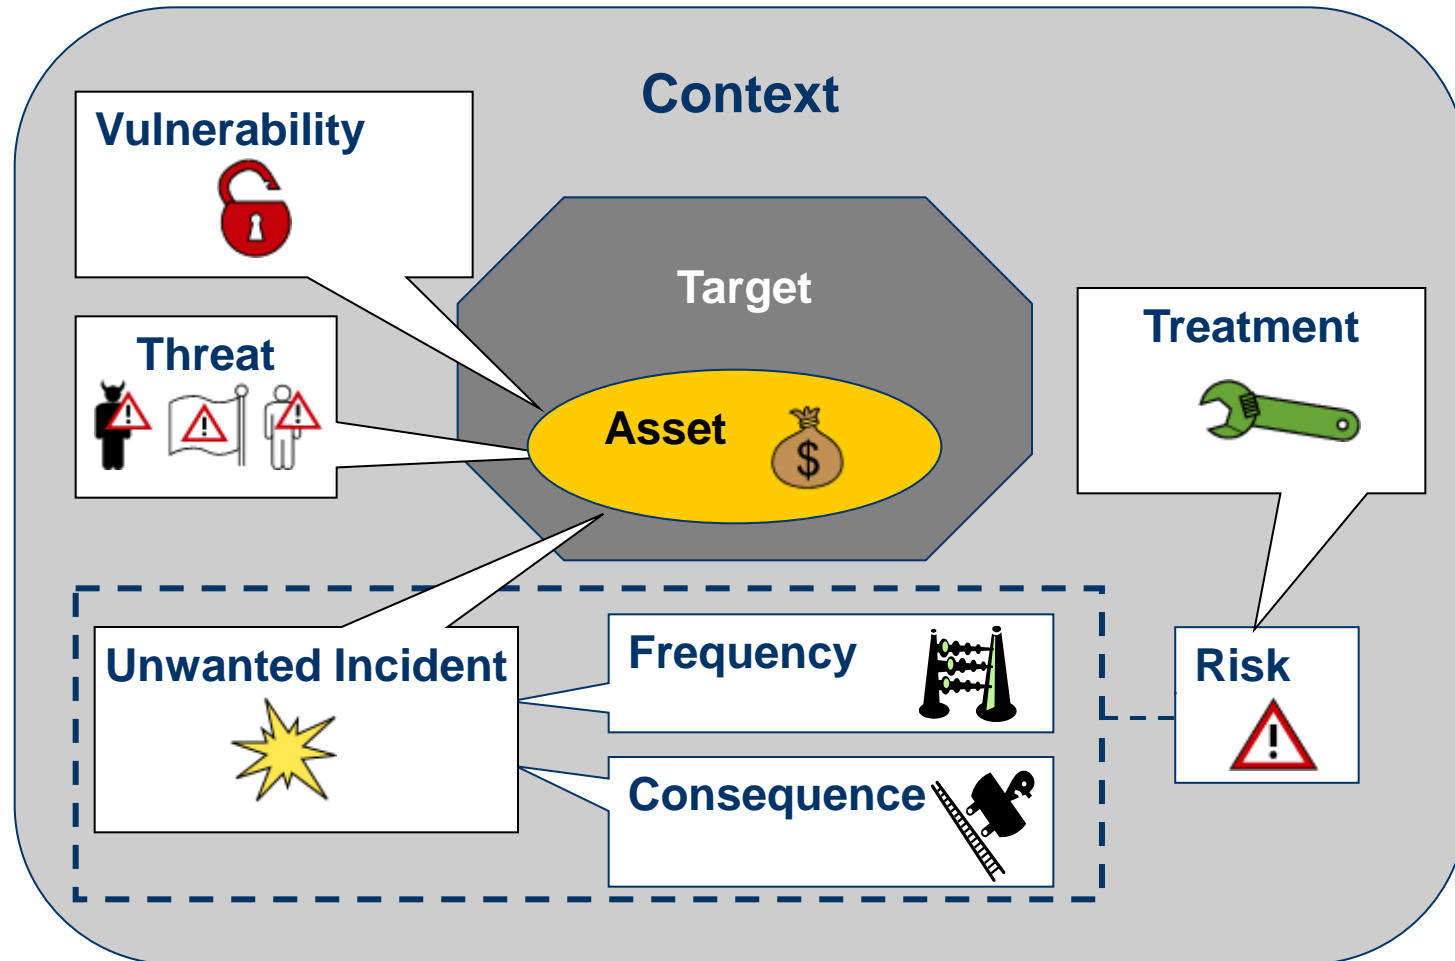 Context
Vulnerability
Target
Threat
! ! !
Treatment
Asset
$
Unwanted Incident
Frequency
Risk
!
Consequence